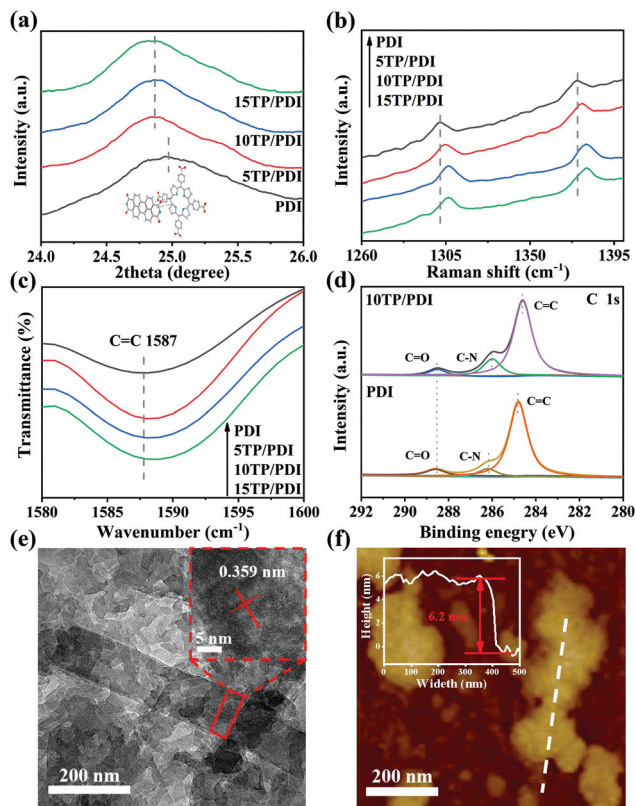 (a)
Intensity (a.u.)
15TP/PDI
10TP/PDI
5TP/PDI
PDI
24.0 24.5 25.0 25.5 26.0
2theta (degree)
(b)
Intensity (a.u.)
PDI
5TP/PDI
10TP/PDI
15TP/PDI
1260 1305 1350 1395
Raman shift (cm-1)
(c)
Transmittance (%)
C=C 1587
PDI
5TP/PDI
10TP/PDI
15TP/PDI
1580 1590 1600
Wavenumber (cm-1)
(d)
Intensity (a.u.)
C 1s
10TP/PDI
C=C
C=O
C-N
PDI
C=C
C=O
C-N
292 290 288 286 284 282 280
Binding enegry (eV)
(e)
0.359 nm
5 nm
200 nm
(f)
Height (nm)
6
4
2
0
6.2 nm
0 100 200 300 400 500
Wideth (nm)
200 nm